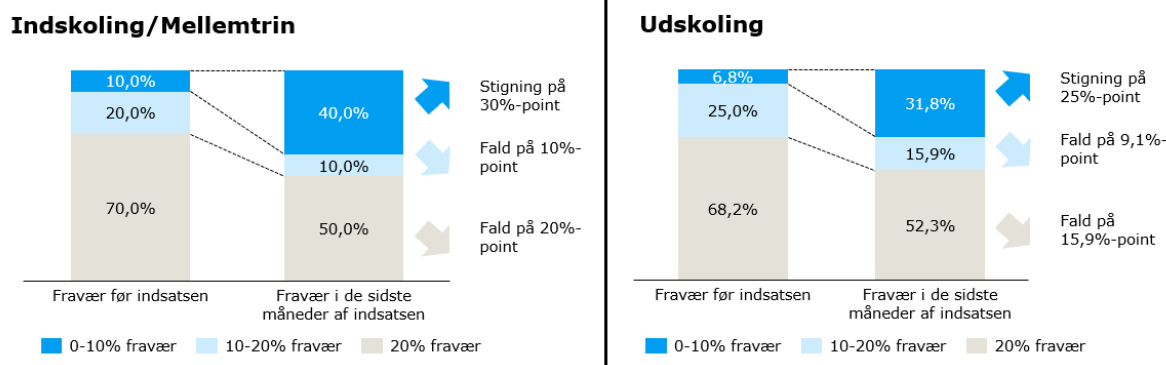 Indskoling/Mellemtrin
10,0%
20,0%
70,0%
40,0%
10,0%
50,0%
Stigning på
30%-point
Fald på 10%-
point
Fald på 20%-
point
Fravær før indsatsen
Fravær i de sidste
måneder af indsatsen
0-10% fravær
10-20% fravær
20% fravær
Udskoling
6,8%
25,0%
68,2%
31,8%
15,9%
52,3%
Stigning på
25%-point
Fald på 9,1%-
point
Fald på
15,9%-point
Fravær før indsatsen
Fravær i de sidste
måneder af indsatsen
0-10% fravær
10-20% fravær
20% fravær